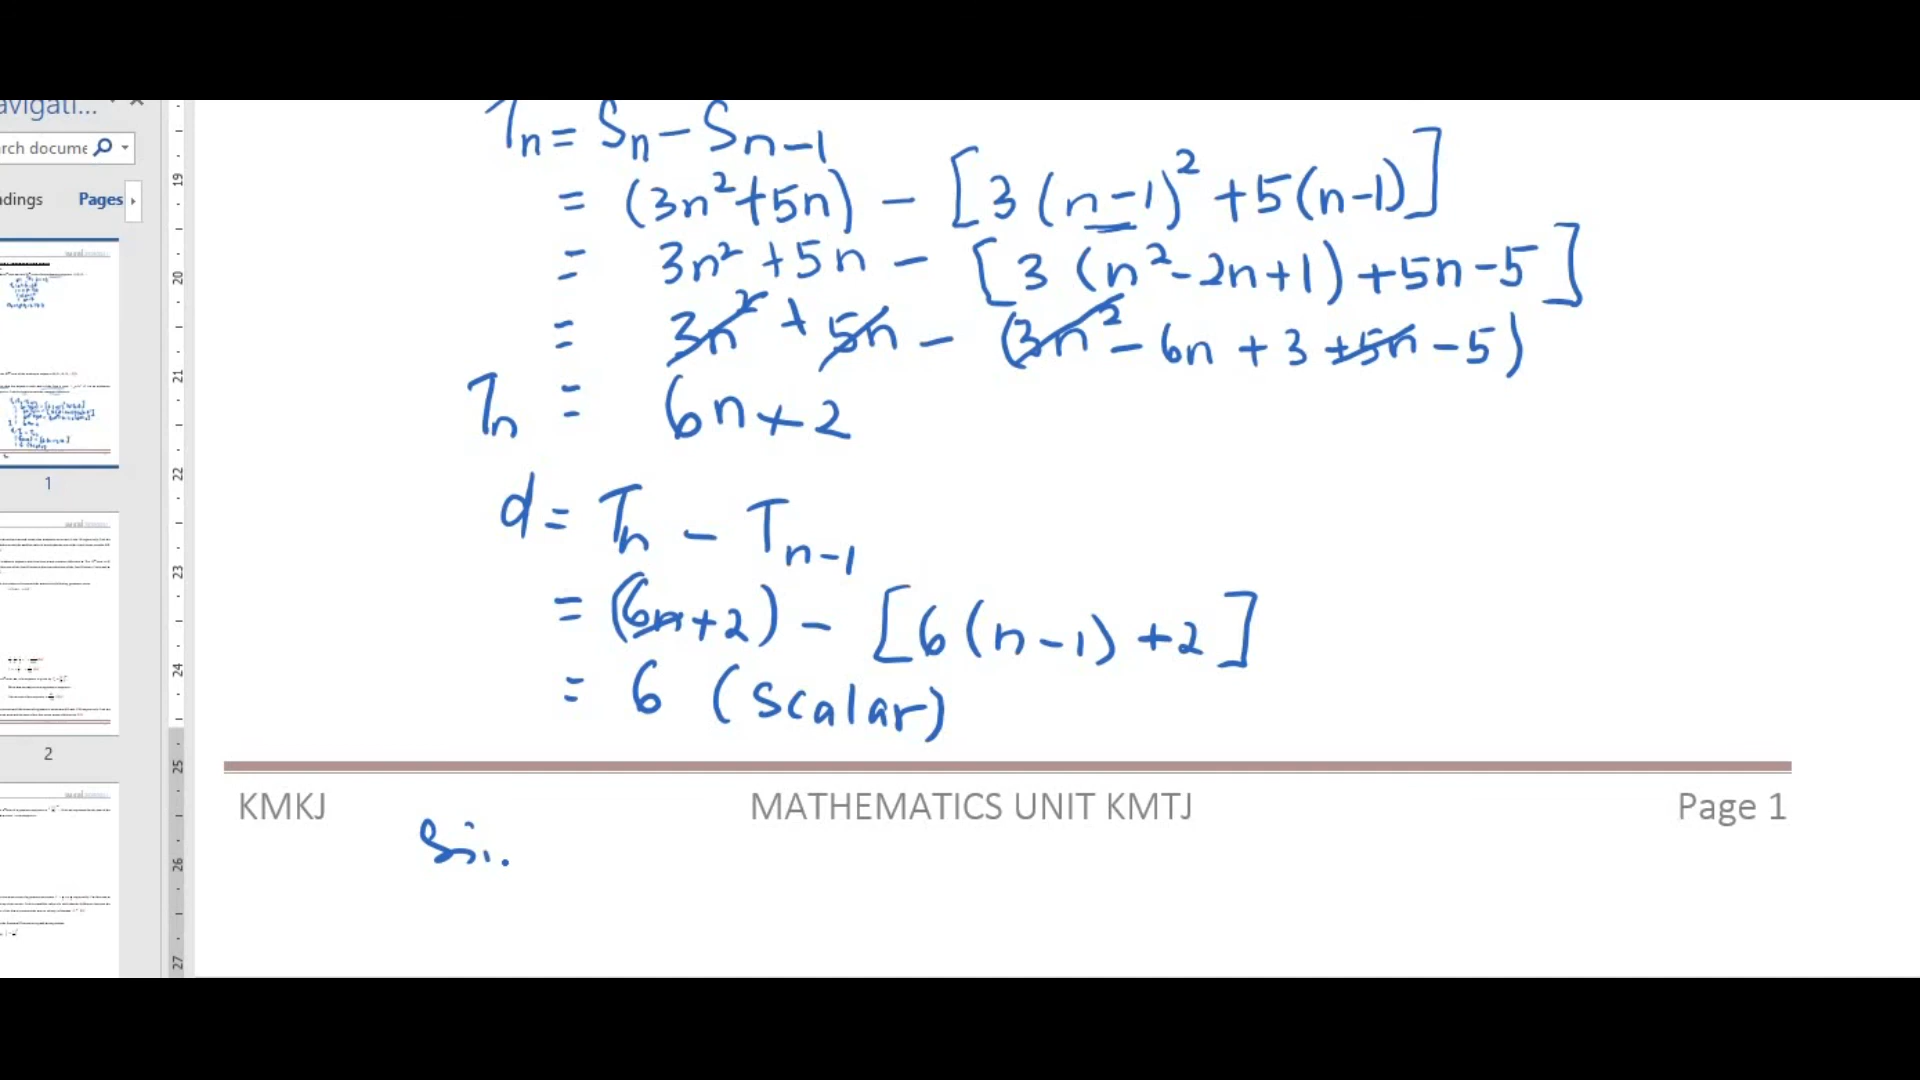 avigati...
rch docume
dings Pages
Tn = Sn - Sn-1
= (3n²+5n) - [3(n-1)² +5(n-1)]
= 3n² +5n - [3(n²-2n+1)+5n-5]
= 3n² + 5n - (3n² - 6n + 3 +5n -5)
Tn = 6n+2
d = Tn - Tn-1
= (6n+2) - [6(n-1)+2]
= 6 (scalar)
KMKJ MATHEMATICS UNIT KMTJ Page 1
1
2
19
20
21
22
23
24
25
26
27